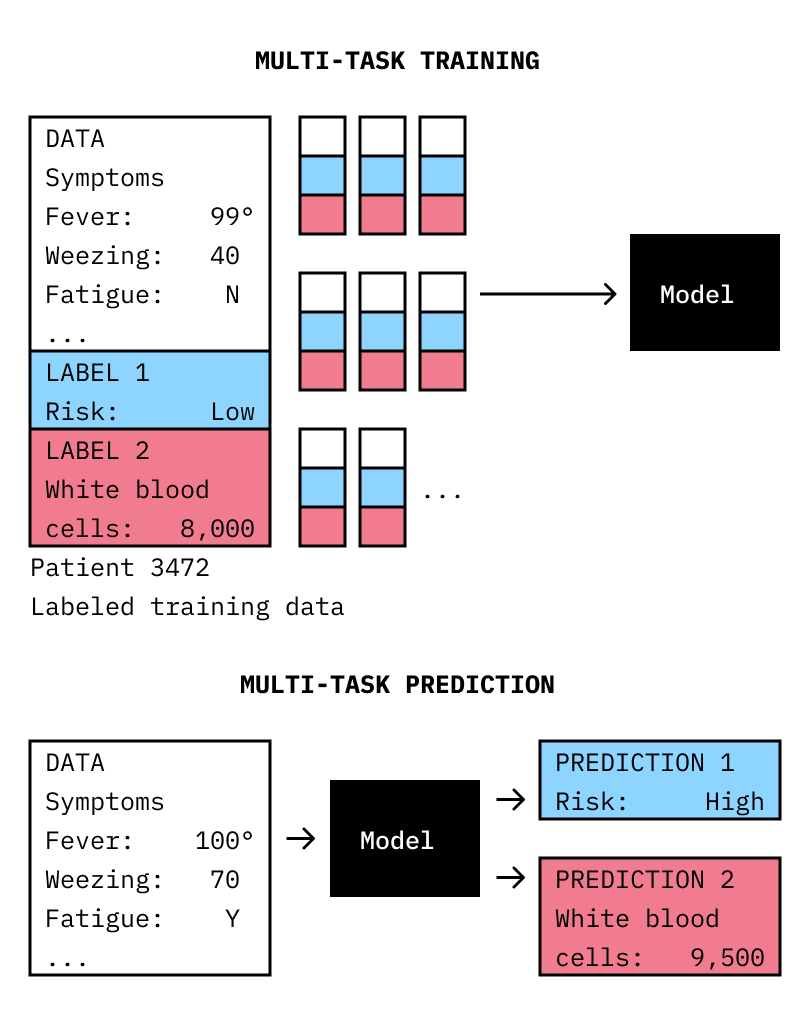 MULTI-TASK TRAINING
DATA
Symptoms
Fever: 99°
Weezing: 40
Fatigue: N
...
LABEL 1
Risk: Low
LABEL 2
White blood
cells: 8,000
...
Model
Patient 3472
Labeled training data
MULTI-TASK PREDICTION
DATA
Symptoms
Fever: 100°
Weezing: 70
Fatigue: Y
...
Model
PREDICTION 1
Risk: High
PREDICTION 2
White blood
cells: 9,500